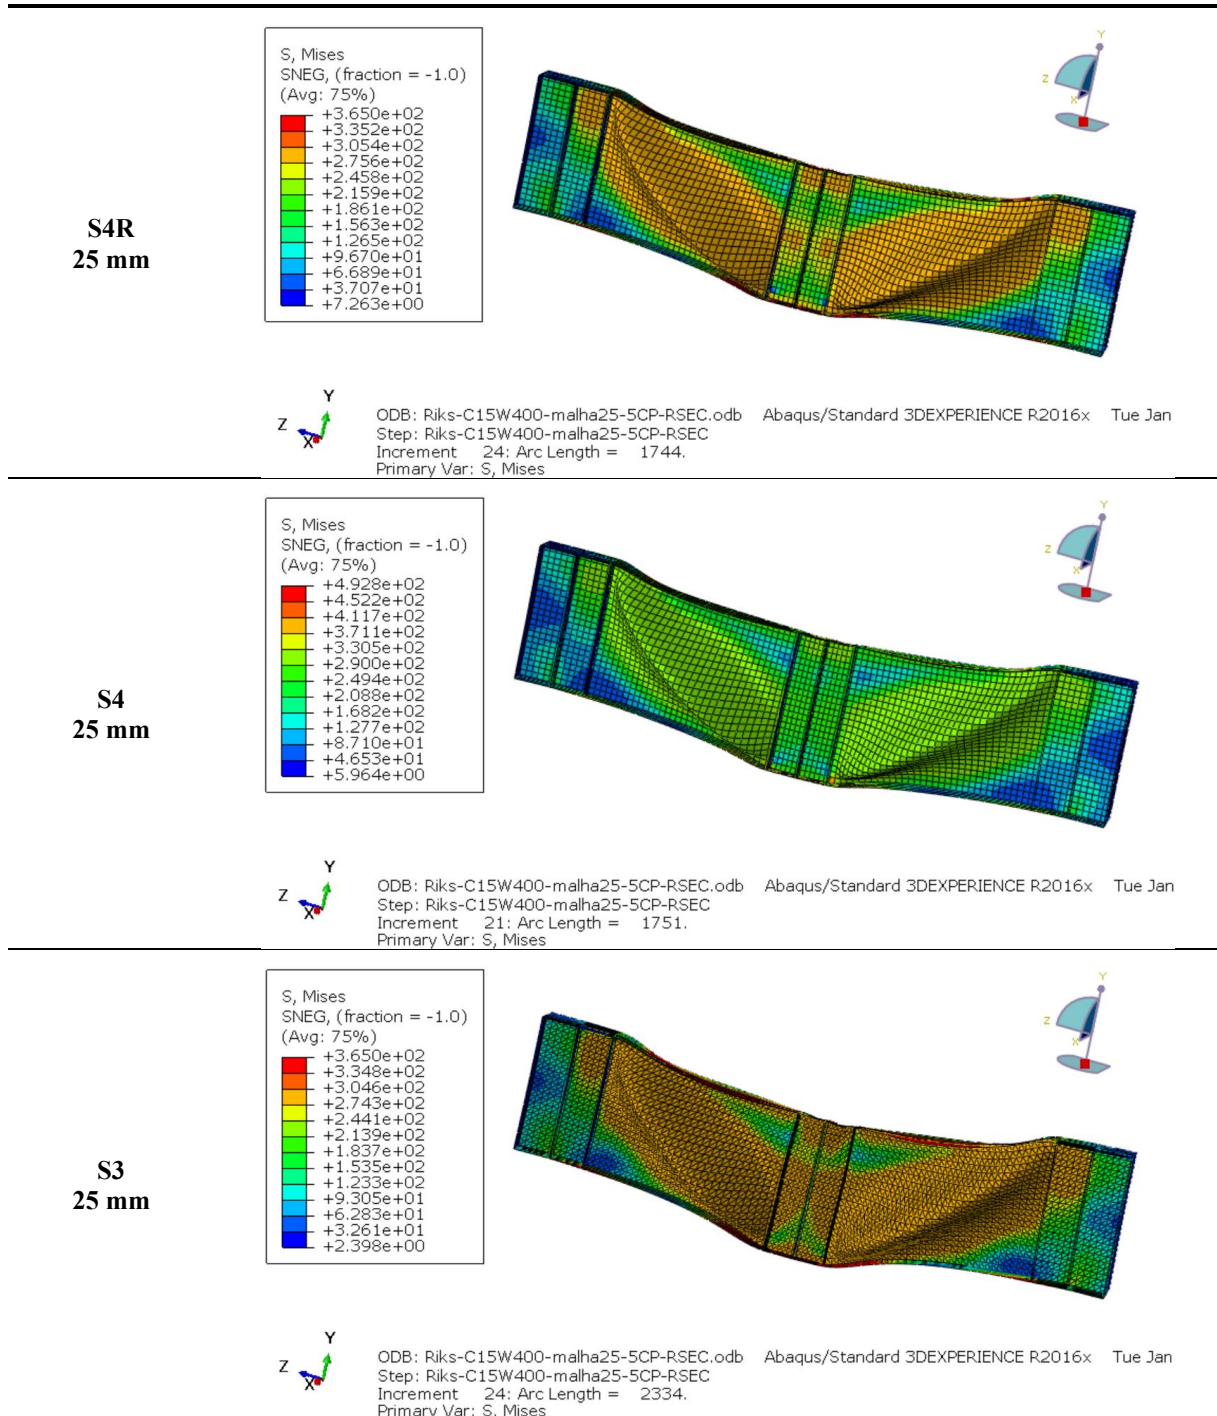 S4R
25 mm
S, Mises
SNEG, (fraction = -1.0)
(Avg: 75%)
+3.650e+02
+3.352e+02
+3.054e+02
+2.756e+02
+2.458e+02
+2.159e+02
+1.861e+02
+1.563e+02
+1.265e+02
+9.670e+01
+6.689e+01
+3.707e+01
+7.263e+00
Y
Z
X
Y
Z
X
ODB: Riks-C15W400-malha25-5CP-RSEC.odb Abaqus/Standard 3DEXPERIENCE R2016x Tue Jan
Step: Riks-C15W400-malha25-5CP-RSEC
Increment 24: Arc Length = 1744.
Primary Var: S, Mises
S4
25 mm
S, Mises
SNEG, (fraction = -1.0)
(Avg: 75%)
+4.928e+02
+4.522e+02
+4.117e+02
+3.711e+02
+3.305e+02
+2.900e+02
+2.494e+02
+2.088e+02
+1.682e+02
+1.277e+02
+8.710e+01
+4.653e+01
+5.964e+00
Y
Z
X
Y
Z
X
ODB: Riks-C15W400-malha25-5CP-RSEC.odb Abaqus/Standard 3DEXPERIENCE R2016x Tue Jan
Step: Riks-C15W400-malha25-5CP-RSEC
Increment 21: Arc Length = 1751.
Primary Var: S, Mises
S3
25 mm
S, Mises
SNEG, (fraction = -1.0)
(Avg: 75%)
+3.650e+02
+3.348e+02
+3.046e+02
+2.743e+02
+2.441e+02
+2.139e+02
+1.837e+02
+1.535e+02
+1.233e+02
+9.305e+01
+6.283e+01
+3.261e+01
+2.398e+00
Y
Z
X
Y
Z
X
ODB: Riks-C15W400-malha25-5CP-RSEC.odb Abaqus/Standard 3DEXPERIENCE R2016x Tue Jan
Step: Riks-C15W400-malha25-5CP-RSEC
Increment 24: Arc Length = 2334.
Primary Var: S, Mises